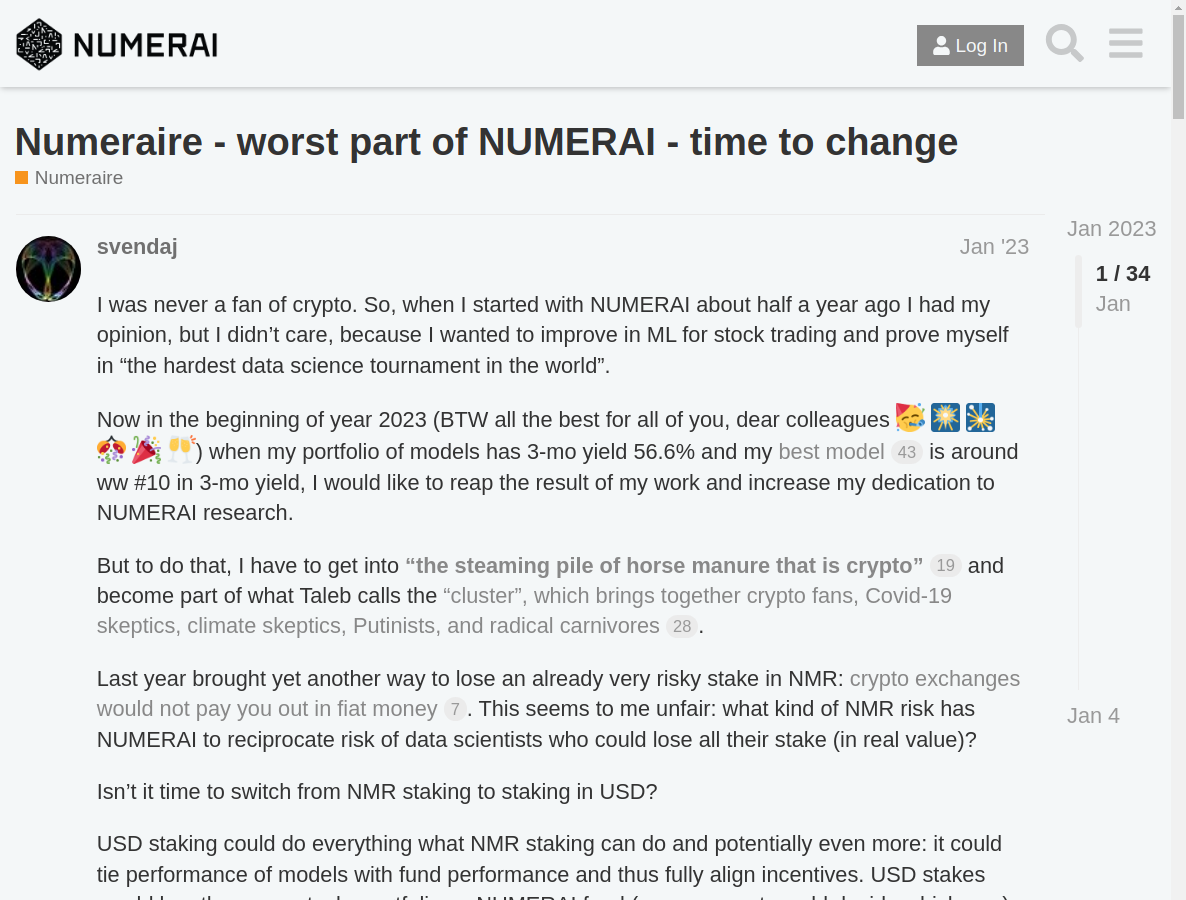 NUMERAI
Log In
Numeraire - worst part of NUMERAI - time to change
Numeraire
svendaj
Jan '23
I was never a fan of crypto. So, when I started with NUMERAI about half a year ago I had my
opinion, but I didn’t care, because I wanted to improve in ML for stock trading and prove myself
in “the hardest data science tournament in the world”.
Now in the beginning of year 2023 (BTW all the best for all of you, dear colleagues
) when my portfolio of models has 3-mo yield 56.6% and my best model 43 is around
ww #10 in 3-mo yield, I would like to reap the result of my work and increase my dedication to
NUMERAI research.
But to do that, I have to get into “the steaming pile of horse manure that is crypto” 19 and
become part of what Taleb calls the “cluster”, which brings together crypto fans, Covid-19
skeptics, climate skeptics, Putinists, and radical carnivores 28.
Last year brought yet another way to lose an already very risky stake in NMR: crypto exchanges
would not pay you out in fiat money 7. This seems to me unfair: what kind of NMR risk has
NUMERAI to reciprocate risk of data scientists who could lose all their stake (in real value)?
Isn’t it time to switch from NMR staking to staking in USD?
USD staking could do everything what NMR staking can do and potentially even more: it could
tie performance of models with fund performance and thus fully align incentives. USD stakes
Jan 2023
1 / 34
Jan
Jan 4